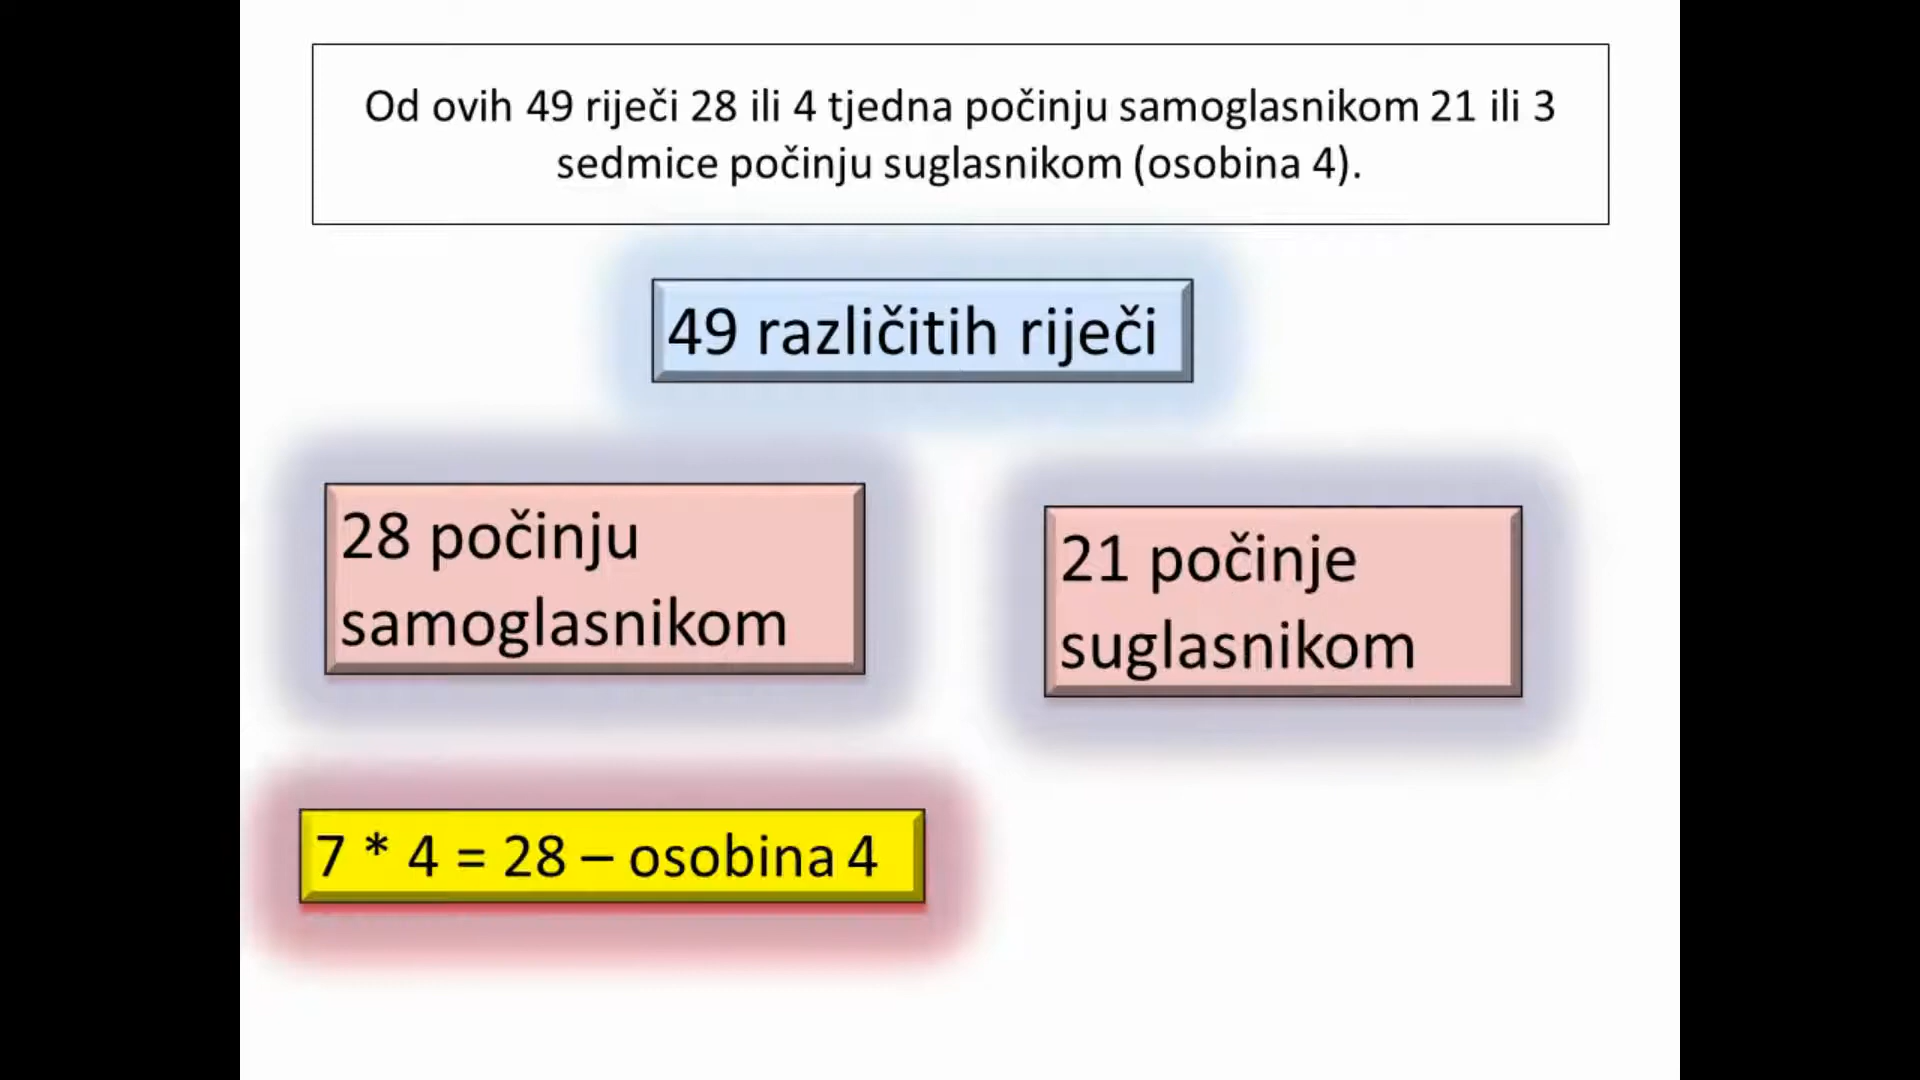 Od ovih 49 riječi 28 ili 4 tjedna počinju samoglasnikom 21 ili 3
sedmice počinju suglasnikom (osobina 4).
49 različitih riječi
28 počinju
samoglasnikom
21 počinje
suglasnikom
7 * 4 = 28 – osobina 4